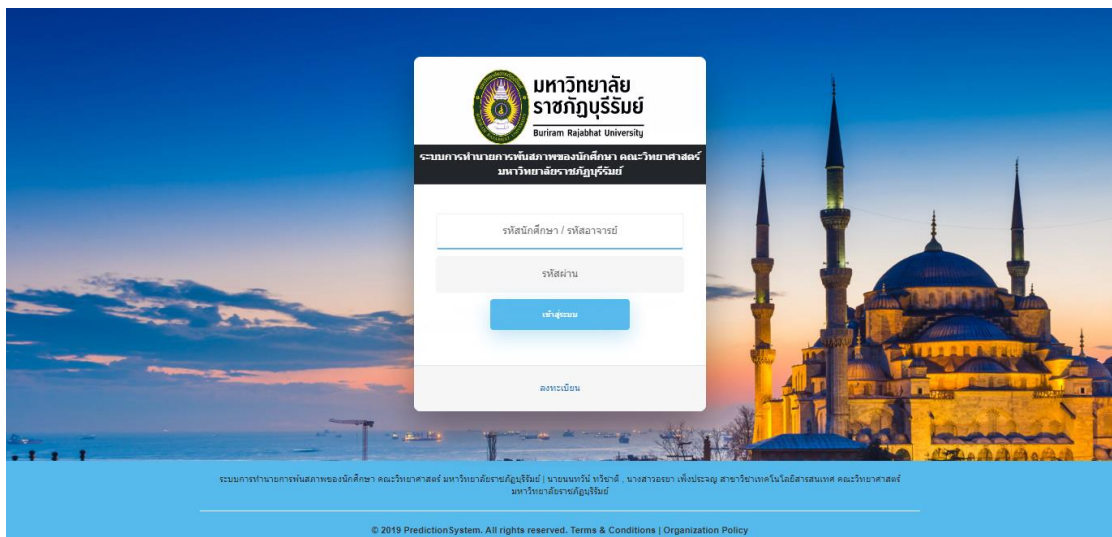 มหาวิทยาลัย
ราชภัฏบุรีรัมย์
Buriram Rajabhat University
ระบบการทำนายการพ้นสภาพของนักศึกษา คณะวิทยาศาสตร์
มหาวิทยาลัยราชภัฏบุรีรัมย์
รหัสนักศึกษา / รหัสอาจารย์
รหัสผ่าน
เข้าสู่ระบบ
ลงทะเบียน
ระบบการทำนายการพ้นสภาพของนักศึกษา คณะวิทยาศาสตร์ มหาวิทยาลัยราชภัฏบุรีรัมย์ | นายนนทวัน์ ทวีชาติ , นางสาวอรยา เพ็งประจญ สาขาวิชาเทคโนโลยีสารสนเทศ คณะวิทยาศาสตร์
มหาวิทยาลัยราชภัฏบุรีรัมย์
© 2019 PredictionSystem. All rights reserved. Terms & Conditions | Organization Policy